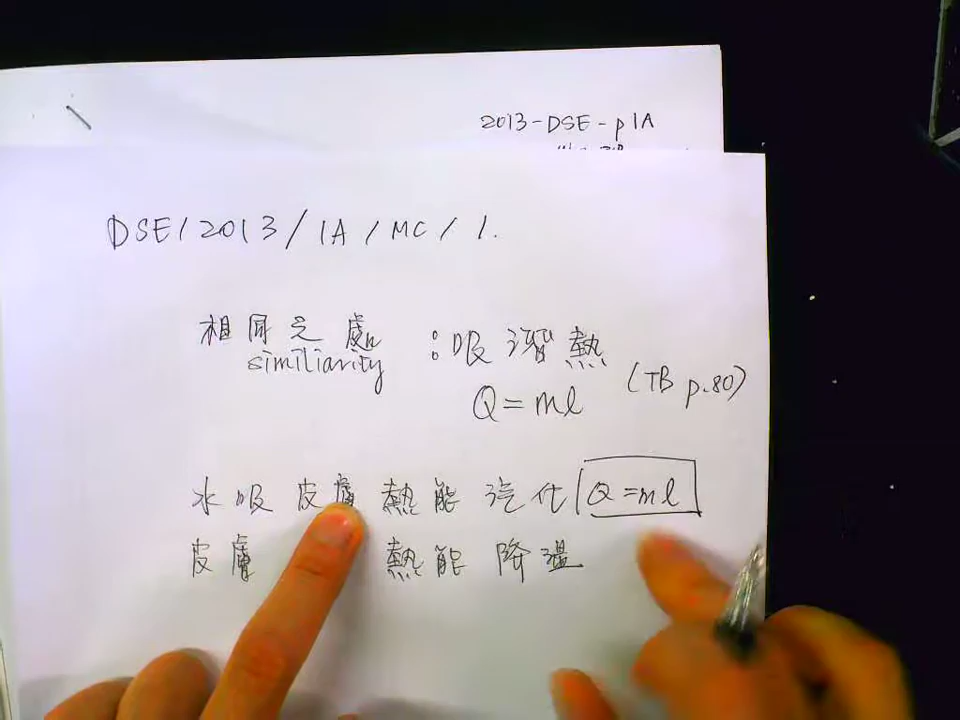 2013-DSE-p1A
DSE/2013/1A/MC/1.
相同之處 : 吸潛熱
similiarity
Q=ml (TB p.80)
水吸皮膚熱能汽化 Q=ml
皮膚 熱能降溫